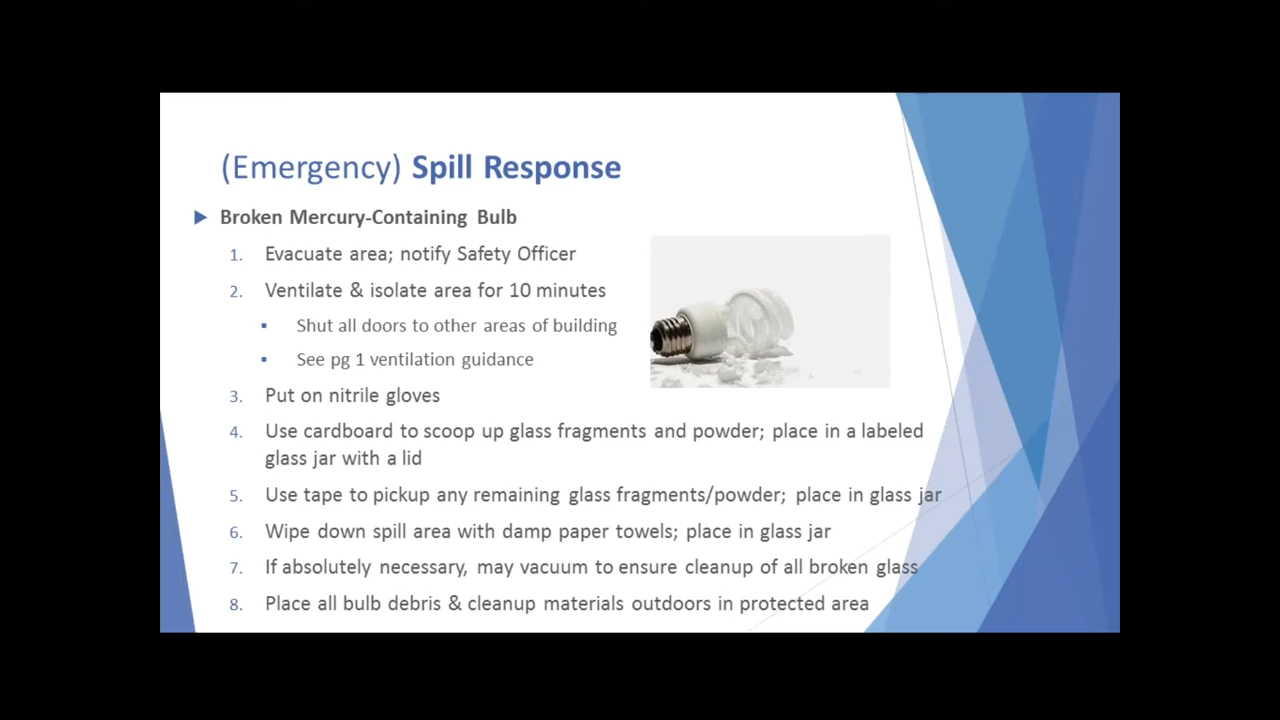 (Emergency) Spill Response
Broken Mercury-Containing Bulb
1. Evacuate area; notify Safety Officer
2. Ventilate & isolate area for 10 minutes
Shut all doors to other areas of building
See pg 1 ventilation guidance
3. Put on nitrile gloves
4. Use cardboard to scoop up glass fragments and powder; place in a labeled
glass jar with a lid
5. Use tape to pickup any remaining glass fragments/powder; place in glass jar
6. Wipe down spill area with damp paper towels; place in glass jar
7. If absolutely necessary, may vacuum to ensure cleanup of all broken glass
8. Place all bulb debris & cleanup materials outdoors in protected area